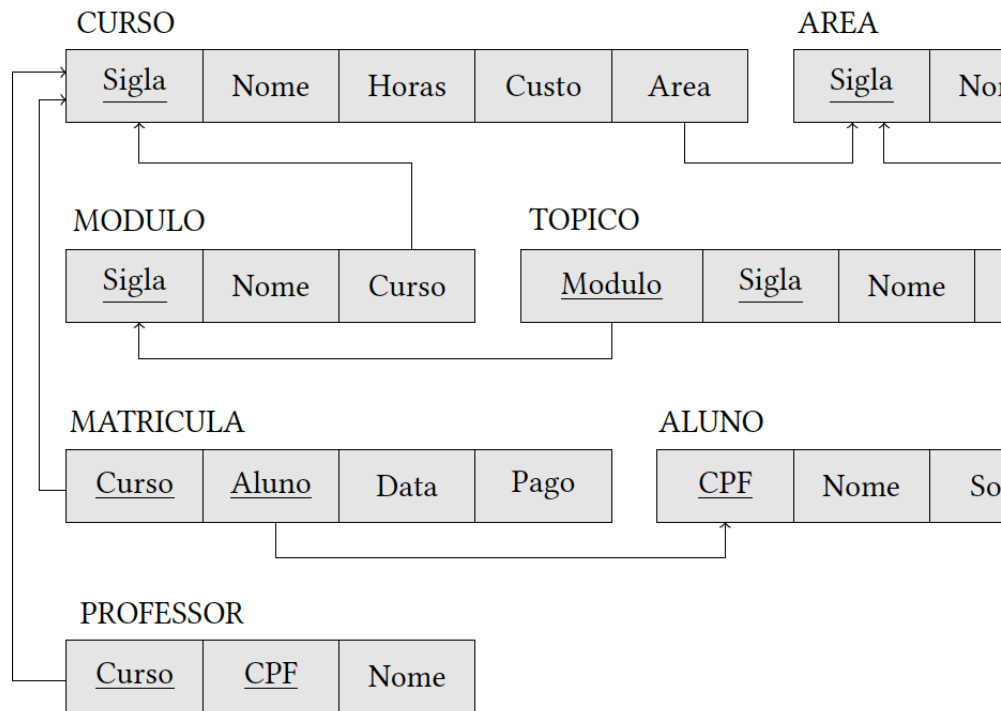 CURSO AREA
Sigla Nome Horas Custo Area Sigla
MODULO TOPICO
Sigla Nome Curso Modulo Sigla Nome
MATRICULA ALUNO
Curso Aluno Data Pago CPF Nome
PROFESSOR
Curso CPF Nome